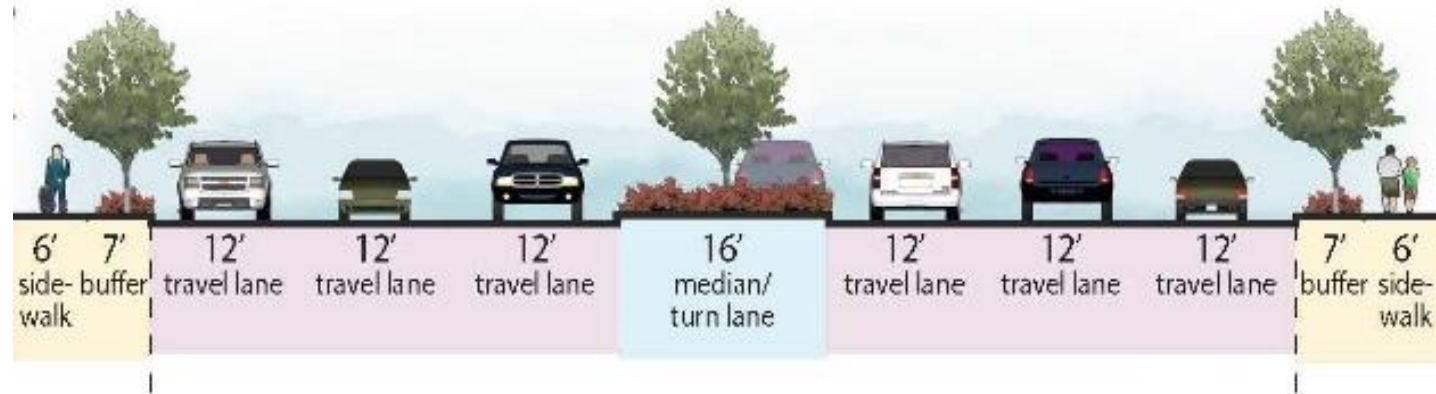 6’ 7’ 12’ 12’ 12’ 16’ 12’ 12’ 12’ 7’ 6’
side- buffer travel lane travel lane travel lane median/ travel lane travel lane travel lane buffer side-
walk turn lane walk